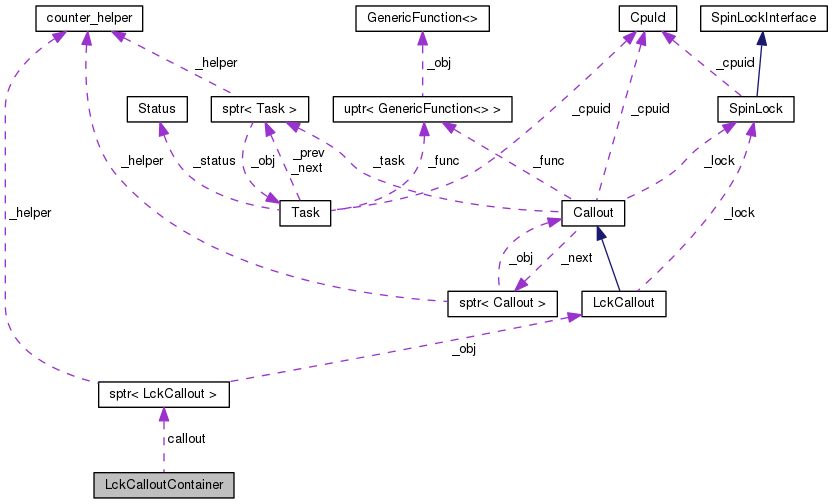 counter_helper
GenericFunction<>
CpuId
SpinLockInterface
_helper
_obj
_cpuid
Status
sptr< Task >
uptr< GenericFunction<> >
SpinLock
_cpuid
_cpuid
_helper
_status
_obj
_prev
_next
_task
_func
_func
_lock
_helper
Task
Callout
_lock
_obj
_next
sptr< Callout >
LckCallout
_obj
sptr< LckCallout >
callout
LckCalloutContainer